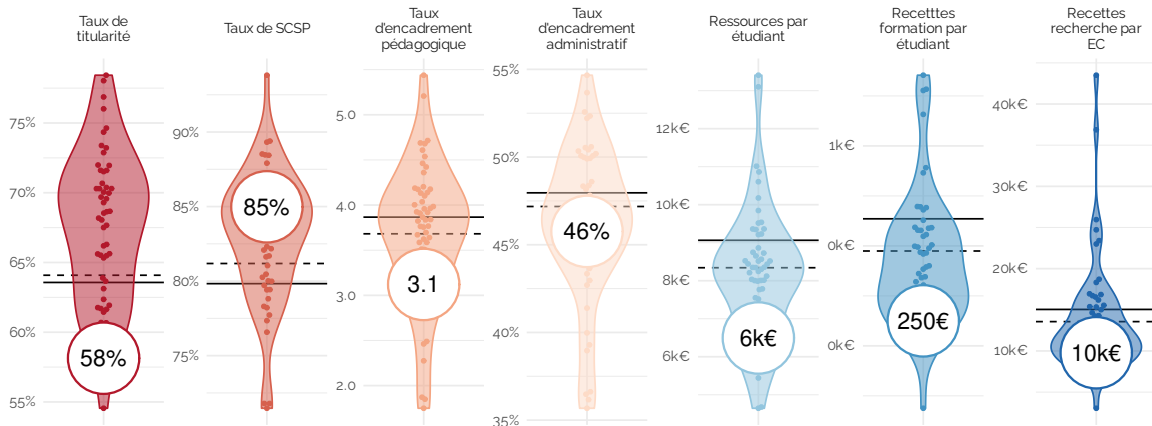 Taux de
titularité
75%
70%
65%
60%
55%
58%
Taux de SCSP
90%
85%
80%
75%
85%
Taux
d'encadrement
pédagogique
5.0
4.0
3.0
2.0
3.1
Taux
d'encadrement
administratif
55%
50%
45%
40%
35%
46%
Ressources par
étudiant
12k€
10k€
8k€
6k€
6k€
Recetttes
formation par
étudiant
1k€
0k€
0k€
250€
Recettes
recherche par
EC
40k€
30k€
20k€
10k€
10k€